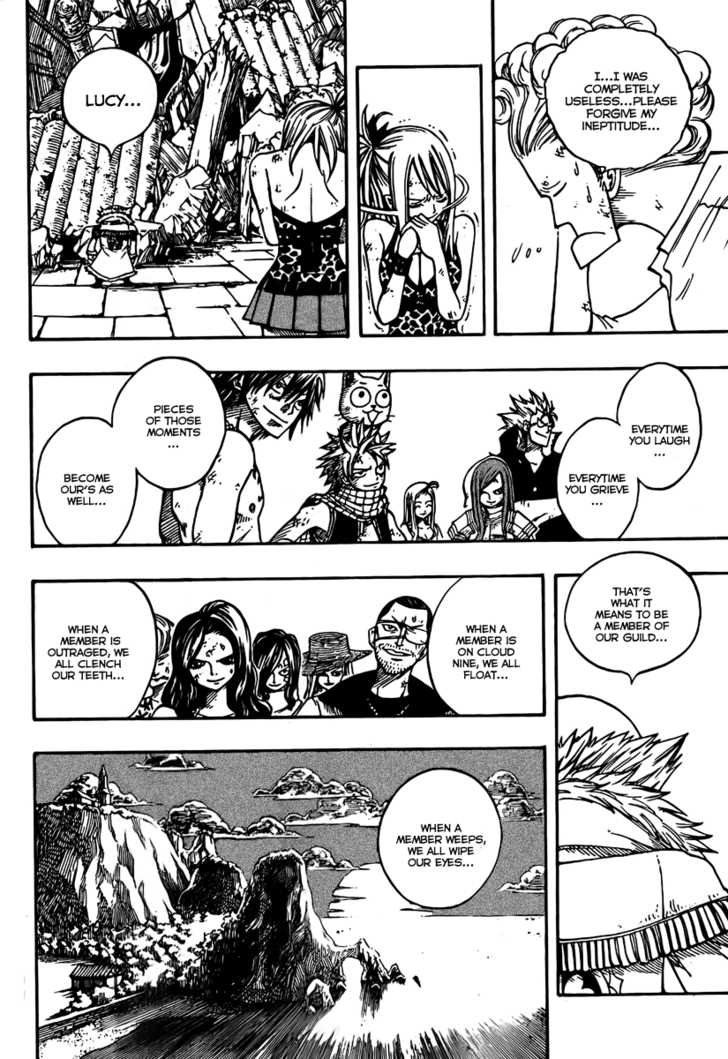 I...I WAS
COMPLETELY
USELESS...PLEASE
FORGIVE MY
INEPTITUDE...
LUCY...
EVERYTIME
YOU LAUGH
...
EVERYTIME
YOU GRIEVE
...
PIECES
OF THOSE
MOMENTS
...
BECOME
OUR'S AS
WELL...
THAT'S
WHAT IT
MEANS TO BE
A MEMBER OF
OUR GUILD...
WHEN A
MEMBER IS
ON CLOUD
NINE, WE ALL
FLOAT...
WHEN A
MEMBER IS
OUTRAGED, WE
ALL CLENCH
OUR TEETH...
WHEN A
MEMBER WEEPS,
WE ALL WIPE
OUR EYES...